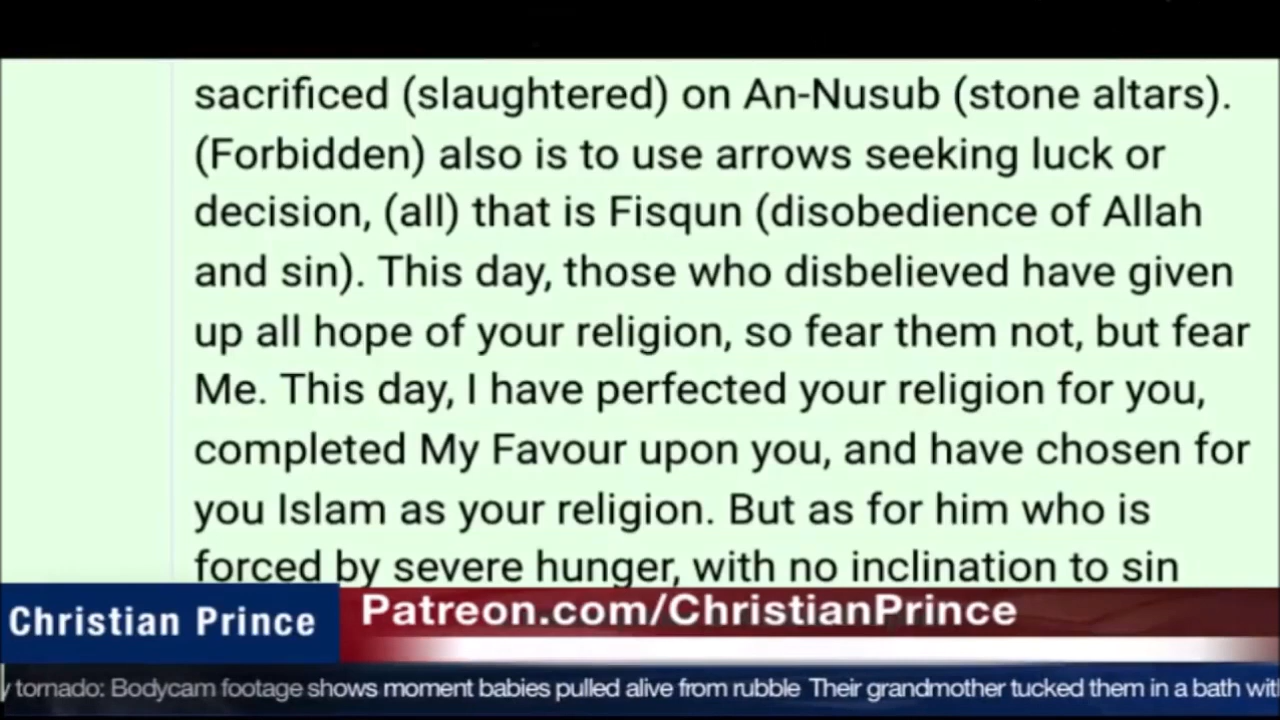 sacrificed (slaughtered) on An-Nusub (stone altars).
(Forbidden) also is to use arrows seeking luck or
decision, (all) that is Fisqun (disobedience of Allah
and sin). This day, those who disbelieved have given
up all hope of your religion, so fear them not, but fear
Me. This day, I have perfected your religion for you,
completed My Favour upon you, and have chosen for
you Islam as your religion. But as for him who is
forced by severe hunger, with no inclination to sin
Christian Prince
Patreon.com/ChristianPrince
y tornado: Bodycam footage shows moment babies pulled alive from rubble Their grandmother tucked them in a bath wit